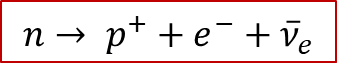 n → p⁺ + e⁻ + ν̄ₑ